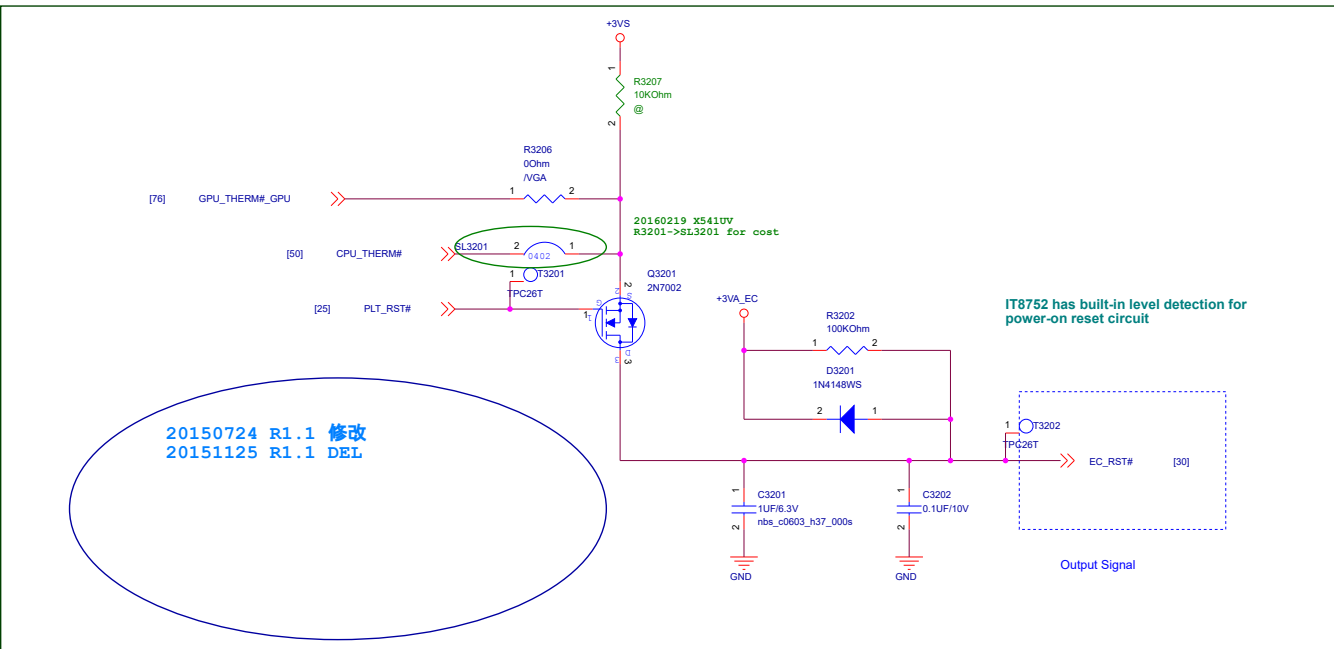 +3VS
1
R3207
10KOhm
@
2
R3206
0Ohm
/VGA
[76] GPU_THERM#_GPU
1 2
20160219 X541UV
R3201->SL3201 for cost
[50] CPU_THERM#
SL3201 2 1
0402
1 T3201
TPC26T
[25] PLT_RST#
Q3201
2N7002
2
2 S
G
1 1
D
3 3
+3VA_EC
R3202
100KOhm
1 2
D3201
1N4148WS
2 1
IT8752 has built-in level detection for
power-on reset circuit
20150724 R1.1 修改
20151125 R1.1 DEL
1 T3202
TPC26T
EC_RST# [30]
1
C3201
1UF/6.3V
nbs_c0603_h37_000s
2
GND
1
C3202
0.1UF/10V
2
GND
Output Signal